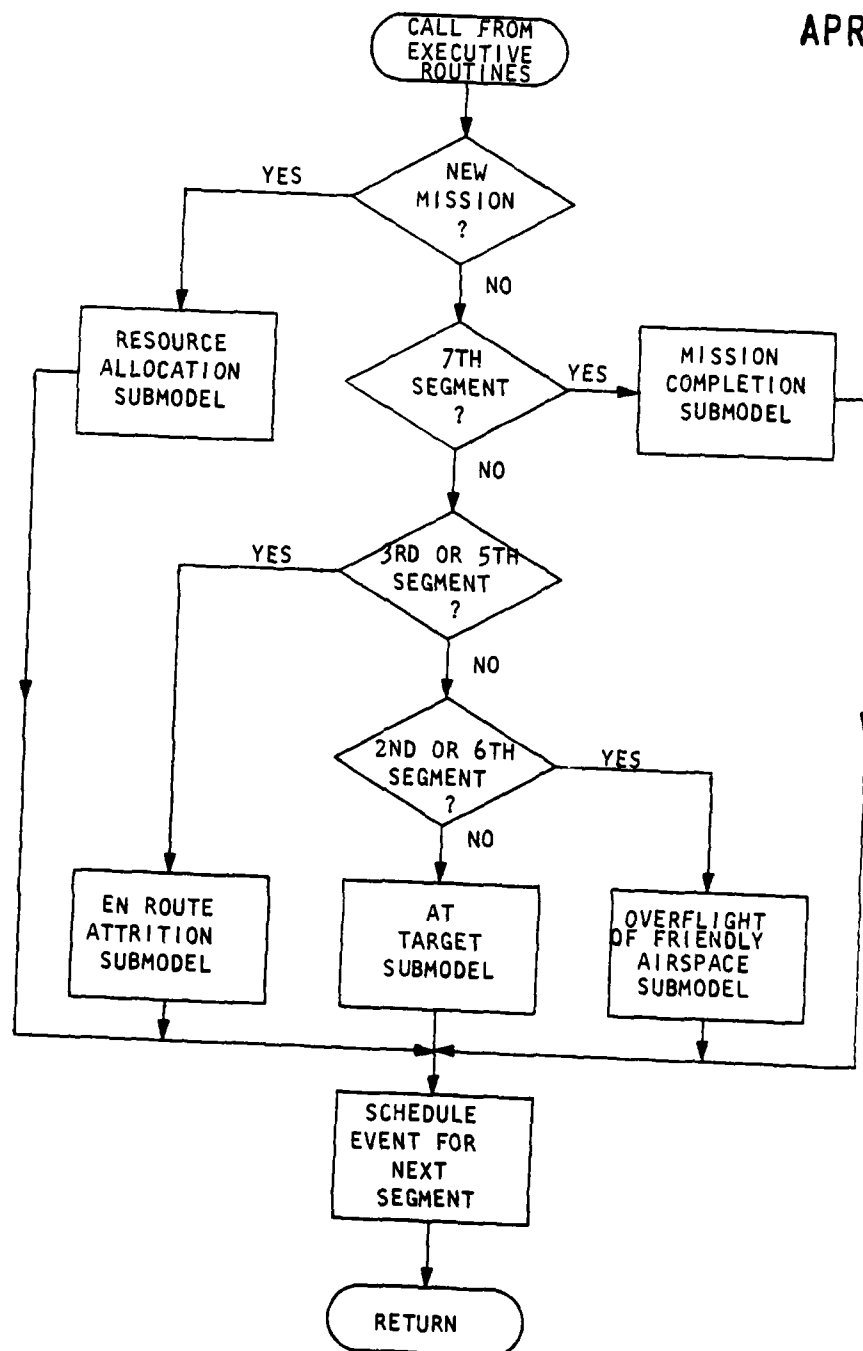 APR
CALL FROM
EXECUTIVE
ROUTINES
YES
NEW
MISSION
?
NO
RESOURCE
ALLOCATION
SUBMODEL
7TH
SEGMENT
?
YES
MISSION
COMPLETION
SUBMODEL
NO
YES
3RD OR 5TH
SEGMENT
?
NO
2ND OR 6TH
SEGMENT
?
YES
NO
EN ROUTE
ATTRITION
SUBMODEL
AT
TARGET
SUBMODEL
OVERFLIGHT
OF FRIENDLY
AIRSPACE
SUBMODEL
SCHEDULE
EVENT FOR
NEXT
SEGMENT
RETURN